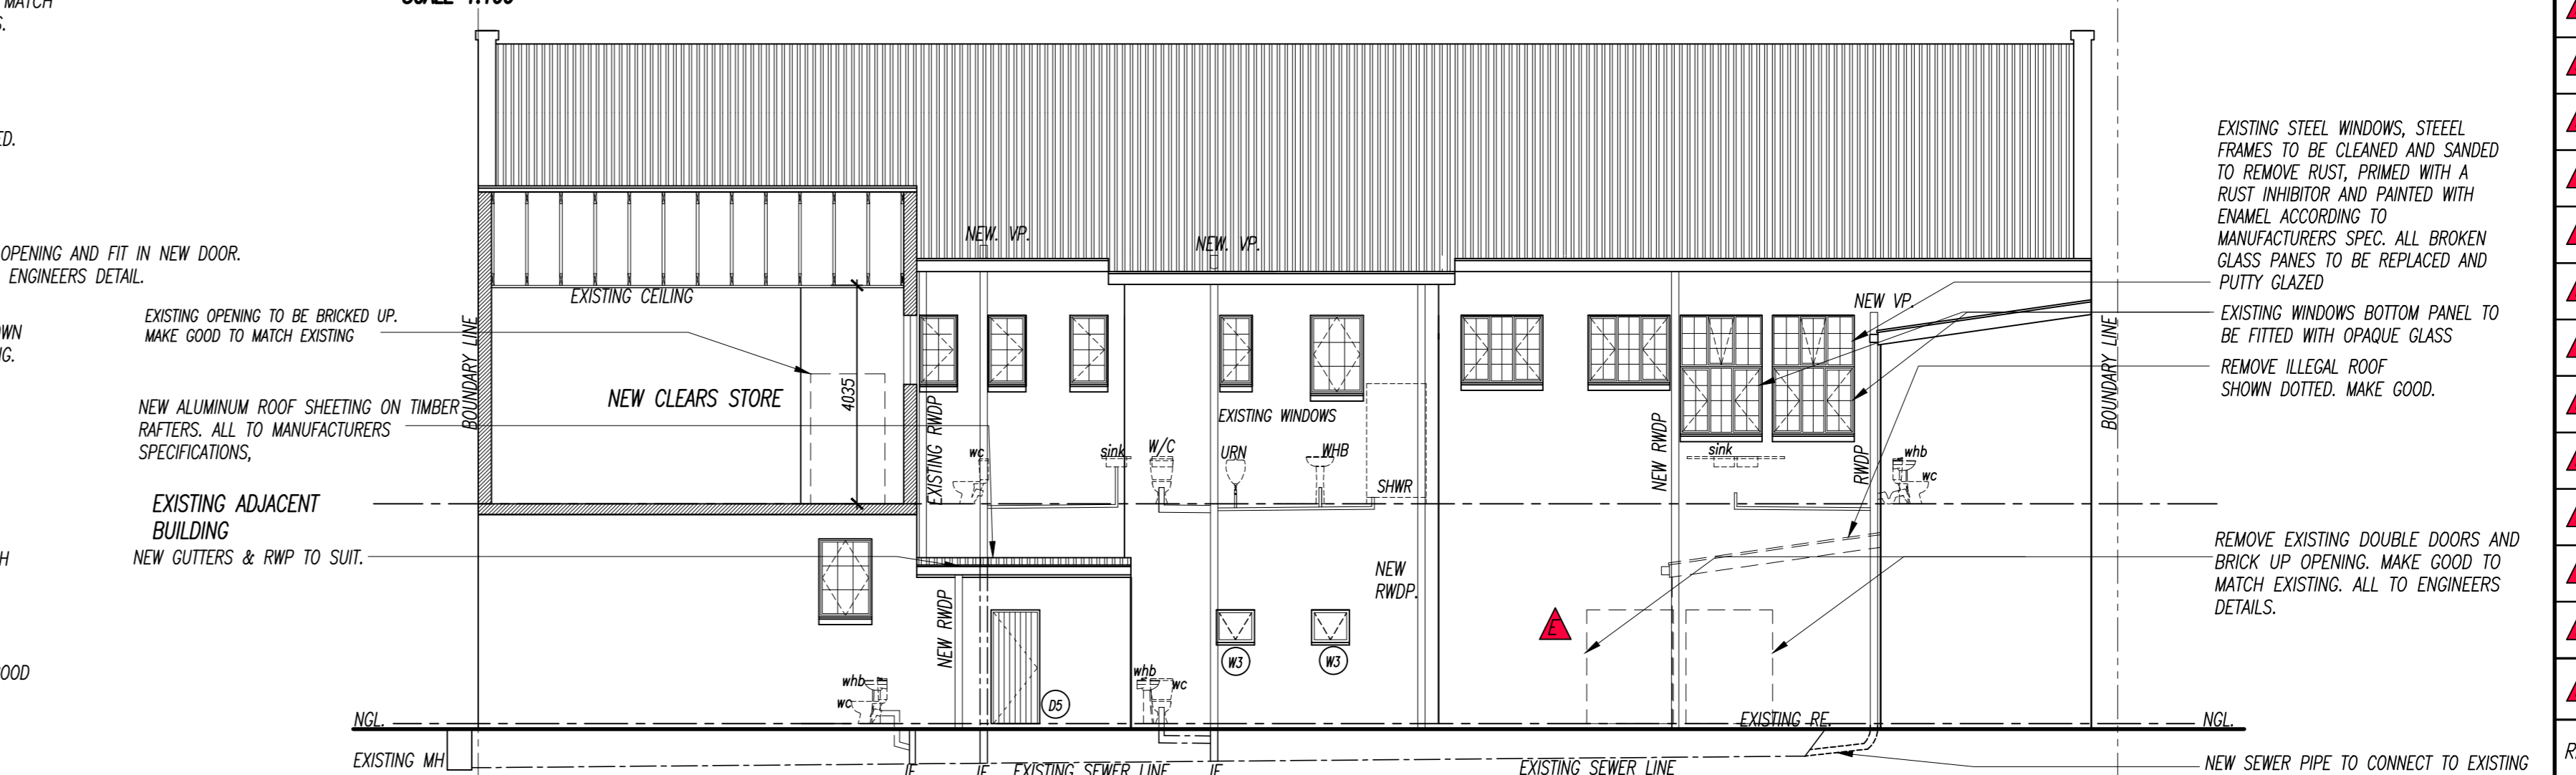 MATCH
SCALE 1:100
S.
ED.
OPENING AND FIT IN NEW DOOR.
ENGINEERS DETAIL.
EXISTING OPENING TO BE BRICKED UP.
MAKE GOOD TO MATCH EXISTING
OWN
NG.
NEW ALUMINUM ROOF SHEETING ON TIMBER
RAFTERS. ALL TO MANUFACTURERS
SPECIFICATIONS,
EXISTING ADJACENT
BUILDING
H
NEW GUTTERS & RWP TO SUIT.
OOD
NGL.
EXISTING MH
BOUNDARY LINE
EXISTING CEILING
NEW CLEARS STORE
4035
EXISTING RWDP
NEW. VP.
NEW. VP.
wc
sink
W/C
URN
WHB
SHWR
EXISTING WINDOWS
NEW RWDP
D5
whb
wc
whb
wc
W3
W3
NEW
RWDP.
E
NEW RWDP
sink
NEW VP.
RWDP
whb
wc
BOUNDARY LINE
EXISTING RE.
IE
IE
EXISTING SEWER LINE
IE
EXISTING SEWER LINE
EXISTING STEEL WINDOWS, STEEEL
FRAMES TO BE CLEANED AND SANDED
TO REMOVE RUST, PRIMED WITH A
RUST INHIBITOR AND PAINTED WITH
ENAMEL ACCORDING TO
MANUFACTURERS SPEC. ALL BROKEN
GLASS PANES TO BE REPLACED AND
PUTTY GLAZED
EXISTING WINDOWS BOTTOM PANEL TO
BE FITTED WITH OPAQUE GLASS
REMOVE ILLEGAL ROOF
SHOWN DOTTED. MAKE GOOD.
REMOVE EXISTING DOUBLE DOORS AND
BRICK UP OPENING. MAKE GOOD TO
MATCH EXISTING. ALL TO ENGINEERS
DETAILS.
NGL.
NEW SEWER PIPE TO CONNECT TO EXISTING
R